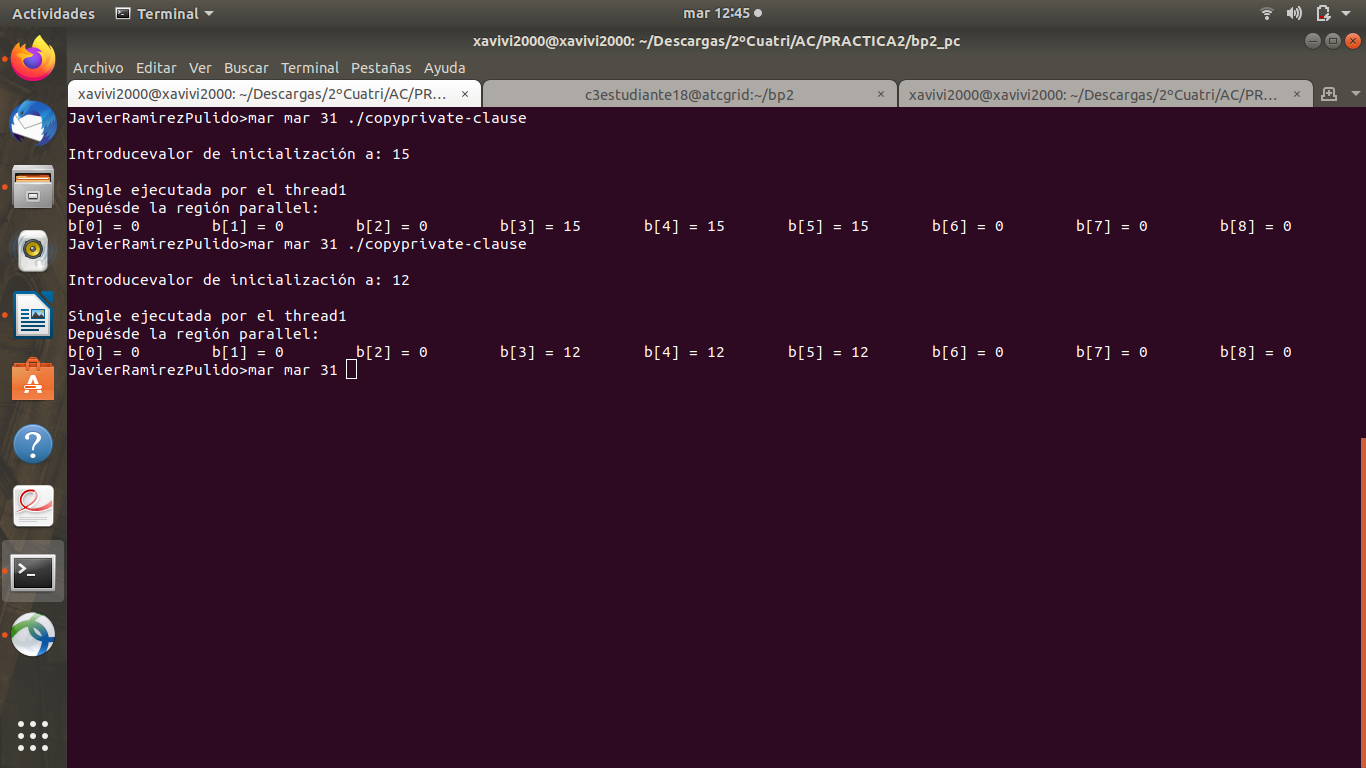 Actividades Terminal mar 12:45
xavivi2000@xavivi2000: ~/Descargas/2ºCuatri/AC/PRACTICA2/bp2_pc
Archivo Editar Ver Buscar Terminal Pestañas Ayuda
xavivi2000@xavivi2000: ~/Descargas/2ºCuatri/AC/PR... × c3estudiante18@atcgrid:~/bp2 × xavivi2000@xavivi2000: ~/Descargas/2ºCuatri/AC/PR... ×
JavierRamirezPulido>mar mar 31 ./copyprivate-clause
Introducevalor de inicialización a: 15
Single ejecutada por el thread1
Depuésde la región parallel:
b[0] = 0 b[1] = 0 b[2] = 0 b[3] = 15 b[4] = 15 b[5] = 15 b[6] = 0 b[7] = 0 b[8] = 0
JavierRamirezPulido>mar mar 31 ./copyprivate-clause
Introducevalor de inicialización a: 12
Single ejecutada por el thread1
Depuésde la región parallel:
b[0] = 0 b[1] = 0 b[2] = 0 b[3] = 12 b[4] = 12 b[5] = 12 b[6] = 0 b[7] = 0 b[8] = 0
JavierRamirezPulido>mar mar 31